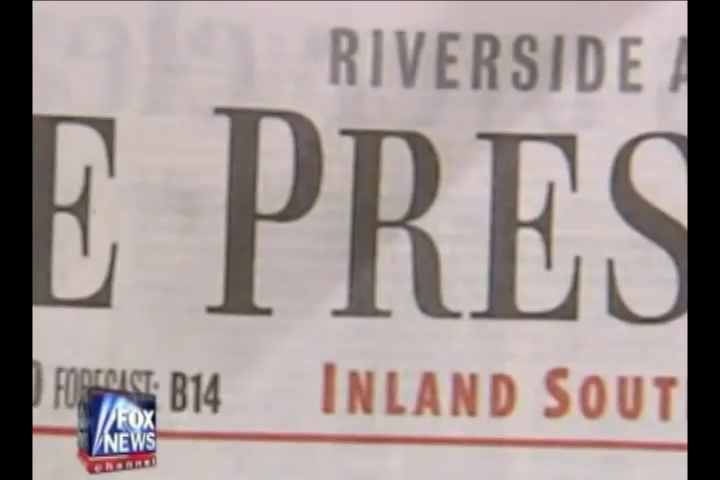 RIVERSIDE A
E PRES
) FORECAST: B14
INLAND SOUT
FOX
NEWS
channel